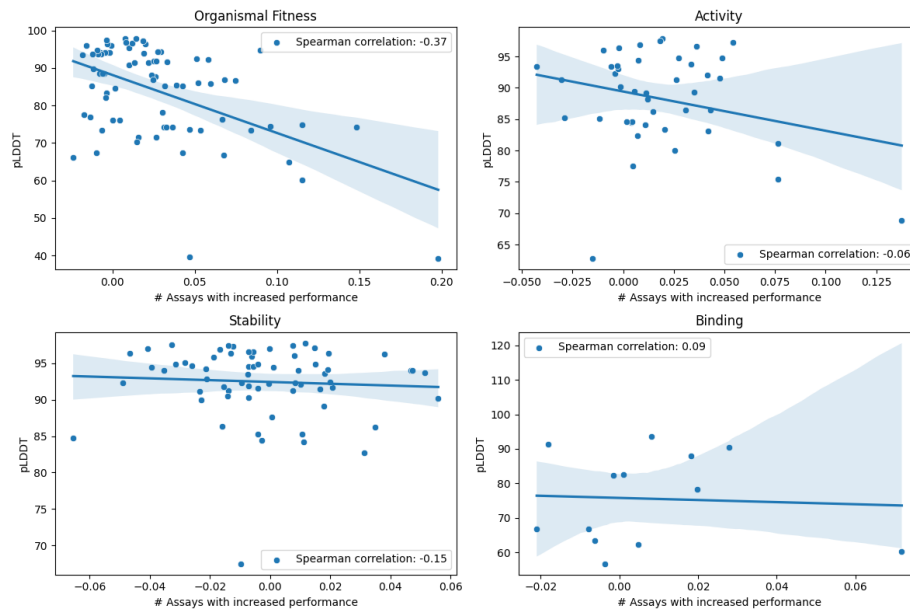 Organismal Fitness
Spearman correlation: -0.37
100
90
80
70
60
50
40
pLDDT
0.00 0.05 0.10 0.15 0.20
# Assays with increased performance
Activity
95
90
85
80
75
70
65
pLDDT
Spearman correlation: -0.06
−0.050 −0.025 0.000 0.025 0.050 0.075 0.100 0.125
# Assays with increased performance
Stability
95
90
85
80
75
70
pLDDT
Spearman correlation: -0.15
−0.06 −0.04 −0.02 0.00 0.02 0.04 0.06
# Assays with increased performance
Binding
Spearman correlation: 0.09
120
110
100
90
80
70
60
pLDDT
−0.02 0.00 0.02 0.04 0.06
# Assays with increased performance